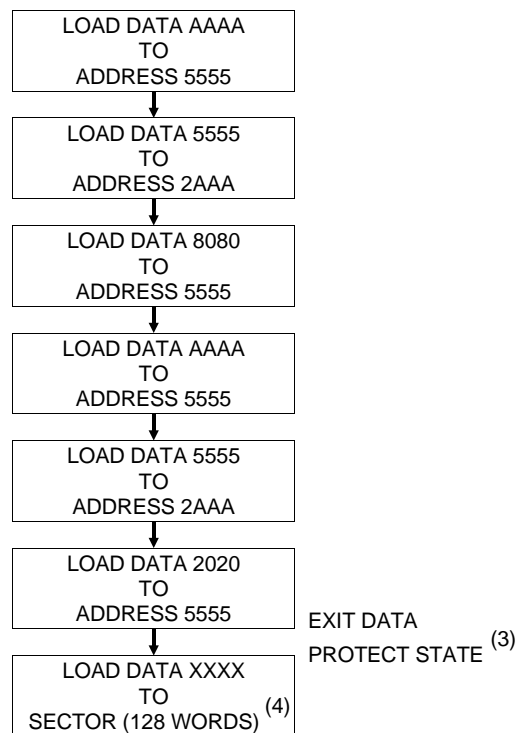 LOAD DATA AAAA
TO
ADDRESS 5555
LOAD DATA 5555
TO
ADDRESS 2AAA
LOAD DATA 8080
TO
ADDRESS 5555
LOAD DATA AAAA
TO
ADDRESS 5555
LOAD DATA 5555
TO
ADDRESS 2AAA
LOAD DATA 2020
TO
ADDRESS 5555
EXIT DATA
PROTECT STATE (3)
LOAD DATA XXXX
TO
SECTOR (128 WORDS) (4)